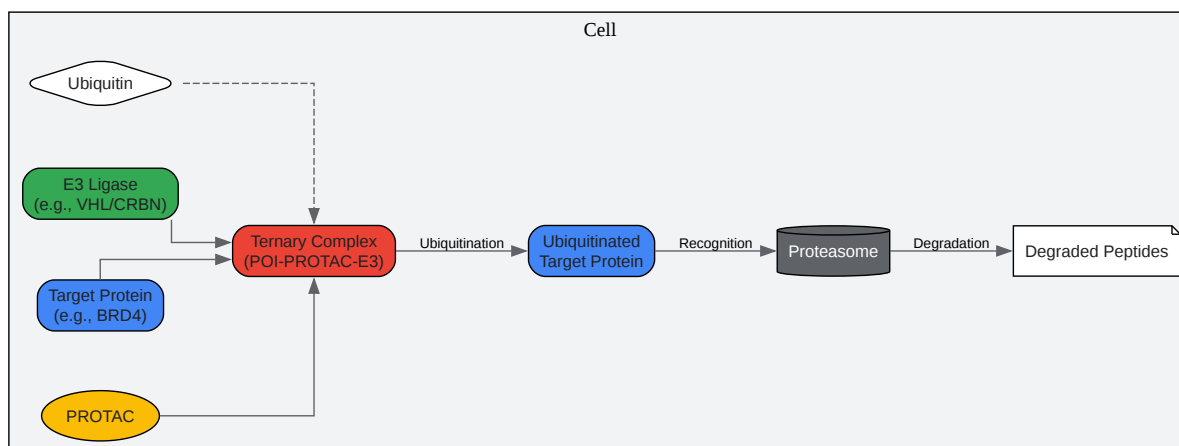 Cell
Ubiquitin
E3 Ligase
(e.g., VHL/CRBN)
Target Protein
(e.g., BRD4)
PROTAC
Ternary Complex
(POI-PROTAC-E3)
Ubiquitination
Ubiquitinated
Target Protein
Recognition
Proteasome
Degradation
Degraded Peptides